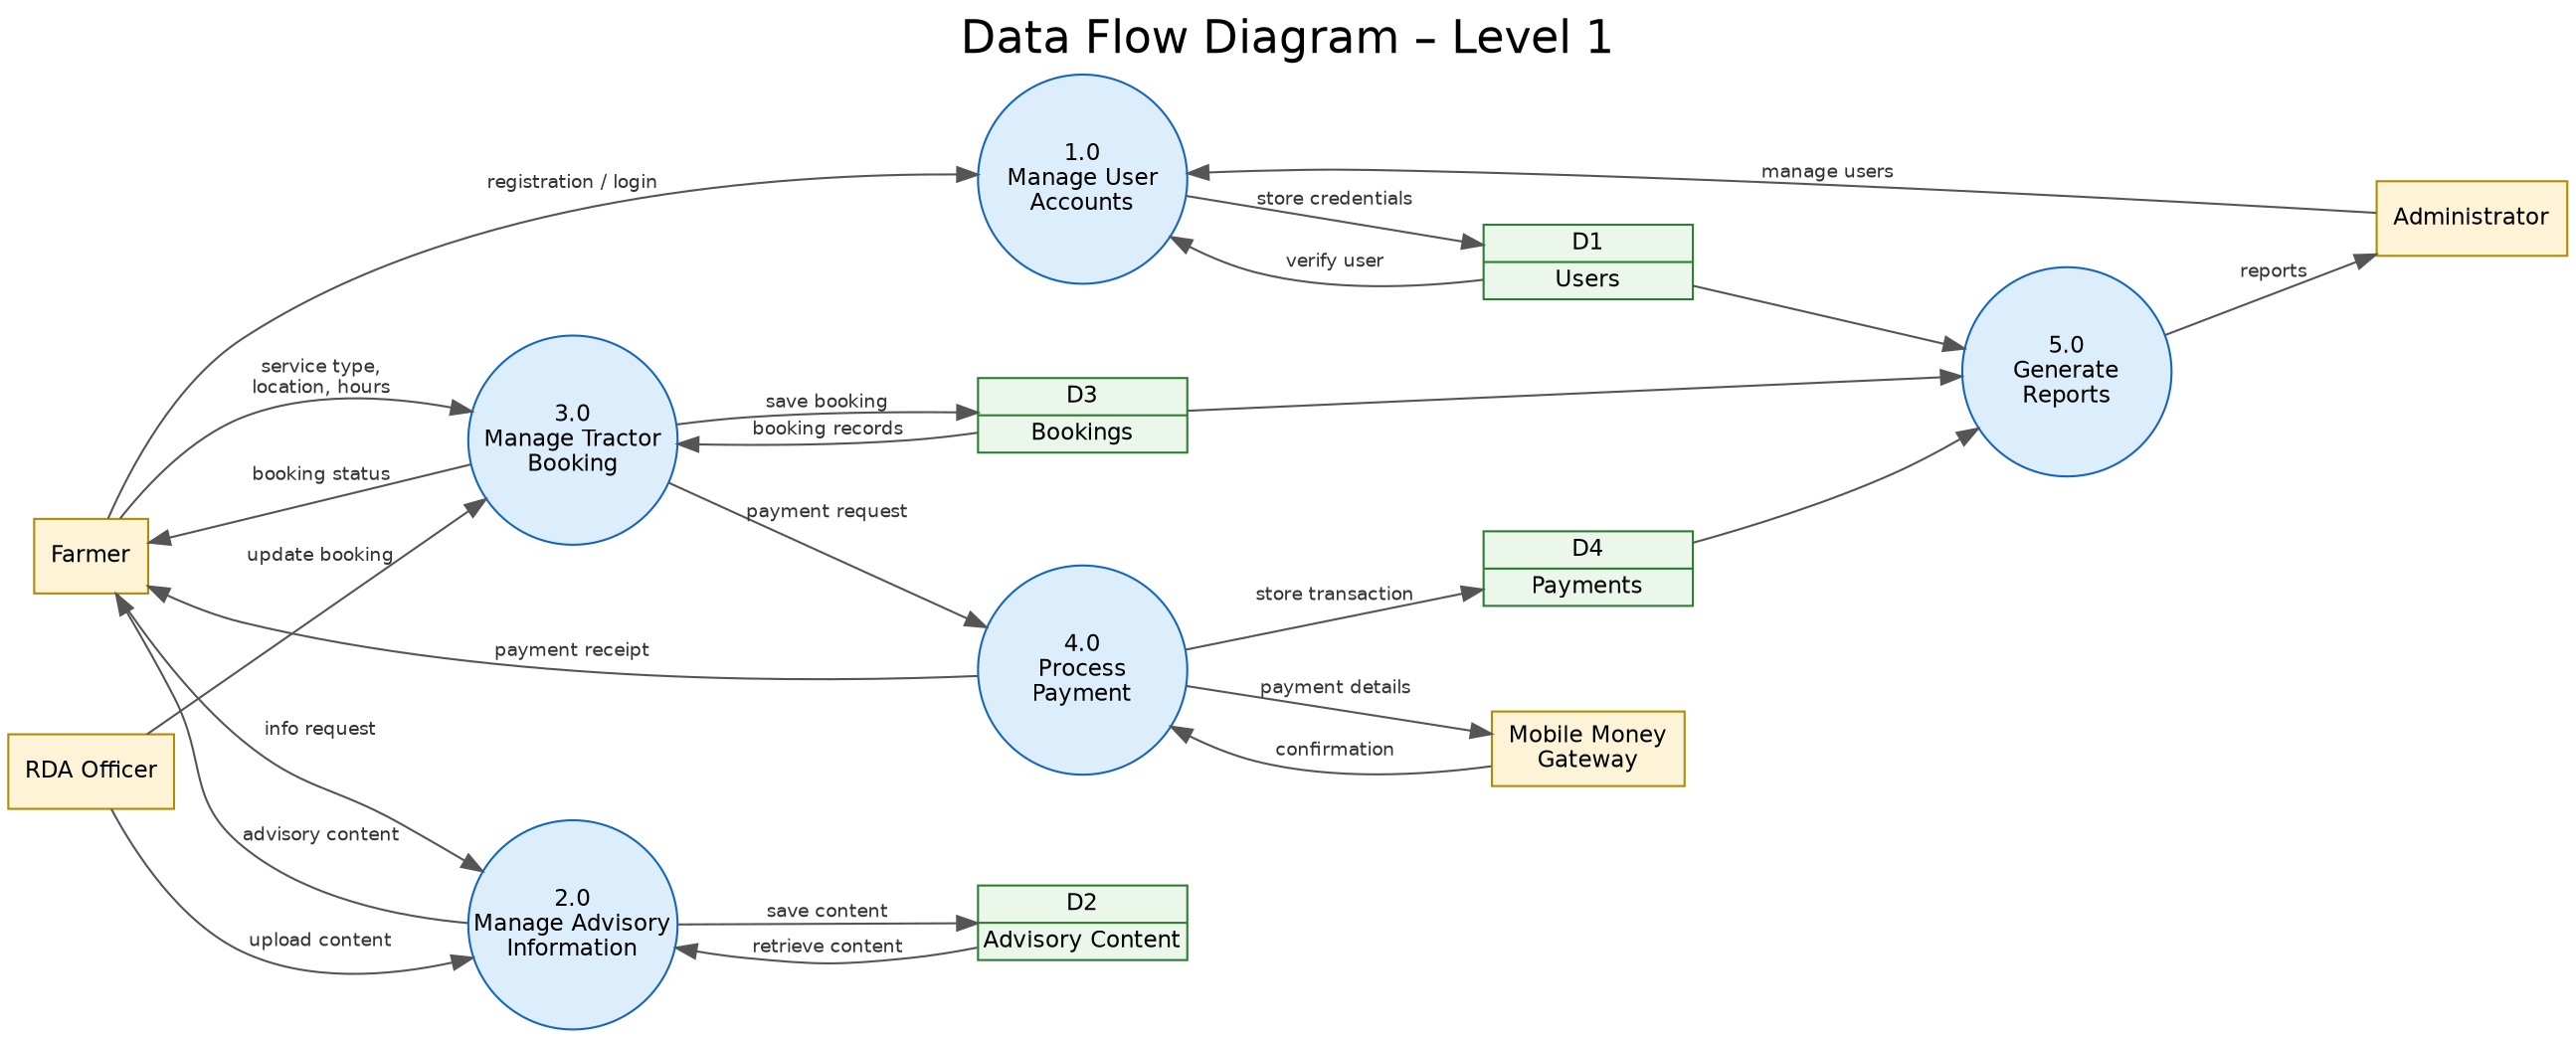 Data Flow Diagram – Level 1
1.0
Manage User
Accounts
registration / login
manage users
Administrator
store credentials
D1
Users
verify user
reports
5.0
Generate
Reports
service type,
location, hours
3.0
Manage Tractor
Booking
save booking
booking records
D3
Bookings
booking status
payment request
Farmer
update booking
D4
Payments
store transaction
4.0
Process
Payment
payment receipt
payment details
Mobile Money
Gateway
confirmation
info request
RDA Officer
advisory content
upload content
2.0
Manage Advisory
Information
save content
retrieve content
D2
Advisory Content